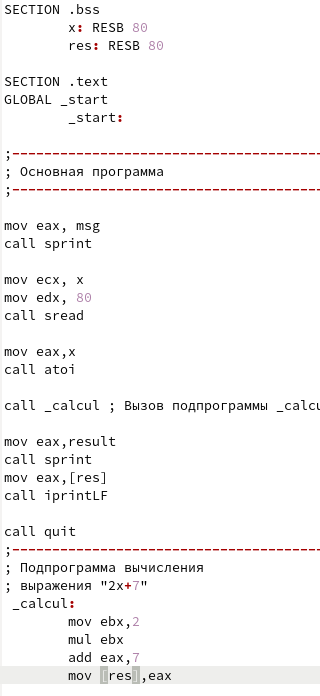 SECTION .bss
x: RESB 80
res: RESB 80
SECTION .text
GLOBAL _start
_start:
;------------------------------------------
; Основная программа
;------------------------------------------
mov eax, msg
call sprint
mov ecx, x
mov edx, 80
call sread
mov eax,x
call atoi
call _calcul ; Вызов подпрограммы _calcu
mov eax,result
call sprint
mov eax,[res]
call iprintLF
call quit
;------------------------------------------
; Подпрограмма вычисления
; выражения "2x+7"
_calcul:
mov ebx,2
mul ebx
add eax,7
mov [res],eax